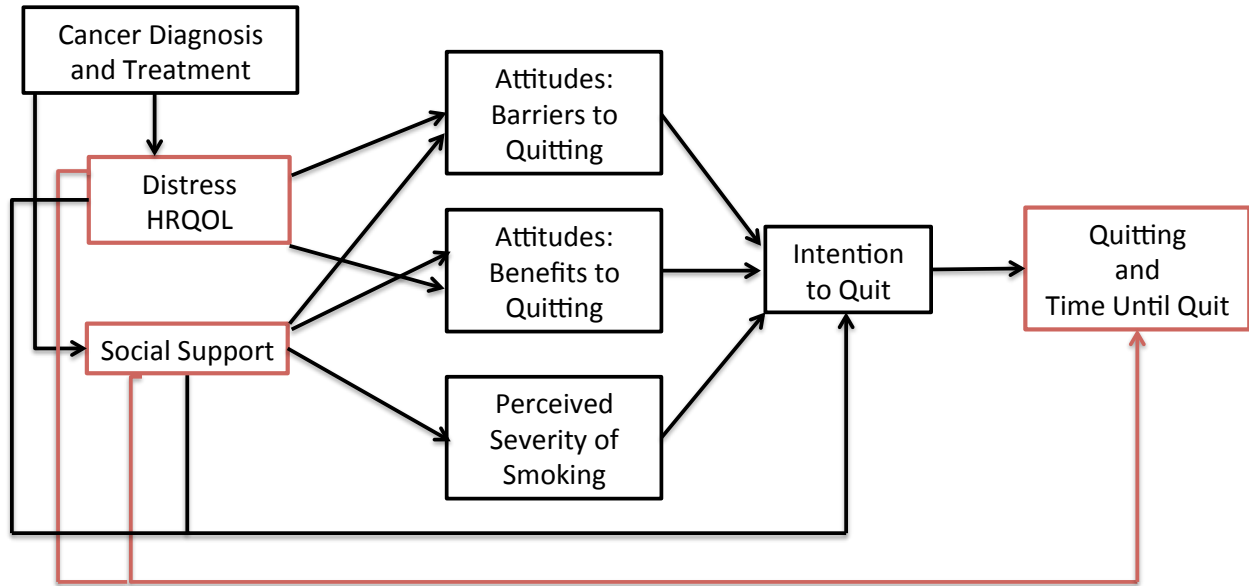 Cancer Diagnosis
and Treatment
Distress
HRQOL
Social Support
Attitudes:
Barriers to
Quitting
Attitudes:
Benefits to
Quitting
Perceived
Severity of
Smoking
Intention
to Quit
Quitting
and
Time Until Quit